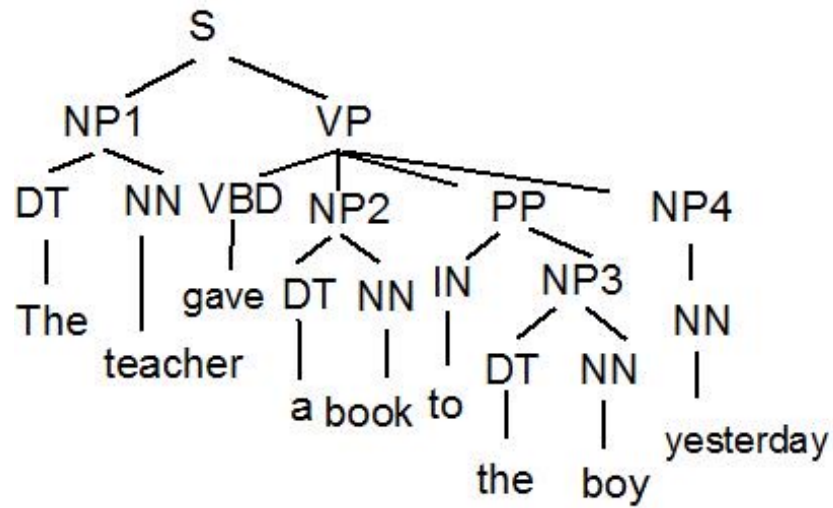 S
NP1 VP
DT NN VBD NP2 PP NP4
The teacher gave DT NN IN NP3 NN
a book to DT NN yesterday
the boy